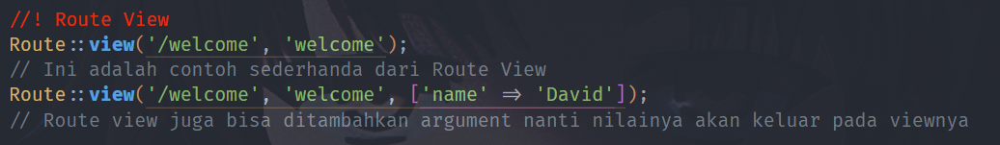 //! Route View
Route::view('/welcome', 'welcome');
// Ini adalah contoh sederhanda dari Route View
Route::view('/welcome', 'welcome', ['name' => 'David']);
// Route view juga bisa ditambahkan argument nanti nilainya akan keluar pada viewnya